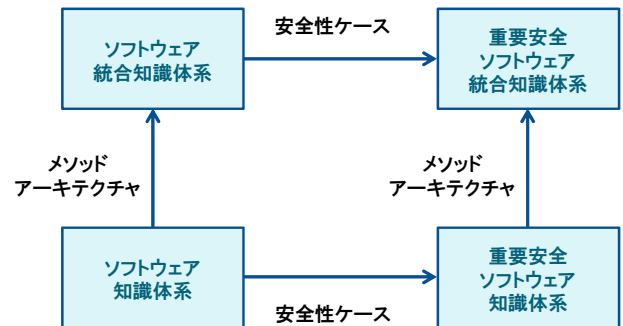 安全性ケース
ソフトウェア
統合知識体系
重要安全
ソフトウェア
統合知識体系
メソッド
アーキテクチャ
メソッド
アーキテクチャ
ソフトウェア
知識体系
重要安全
ソフトウェア
知識体系
安全性ケース